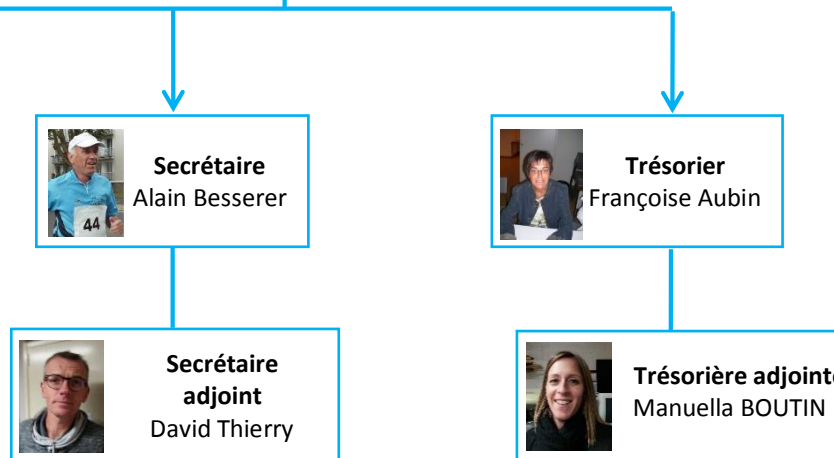 Secrétaire
Alain Besserer
44
Trésorier
Françoise Aubin
Secrétaire
adjoint
David Thierry
Trésorière adjointe
Manuella BOUTIN